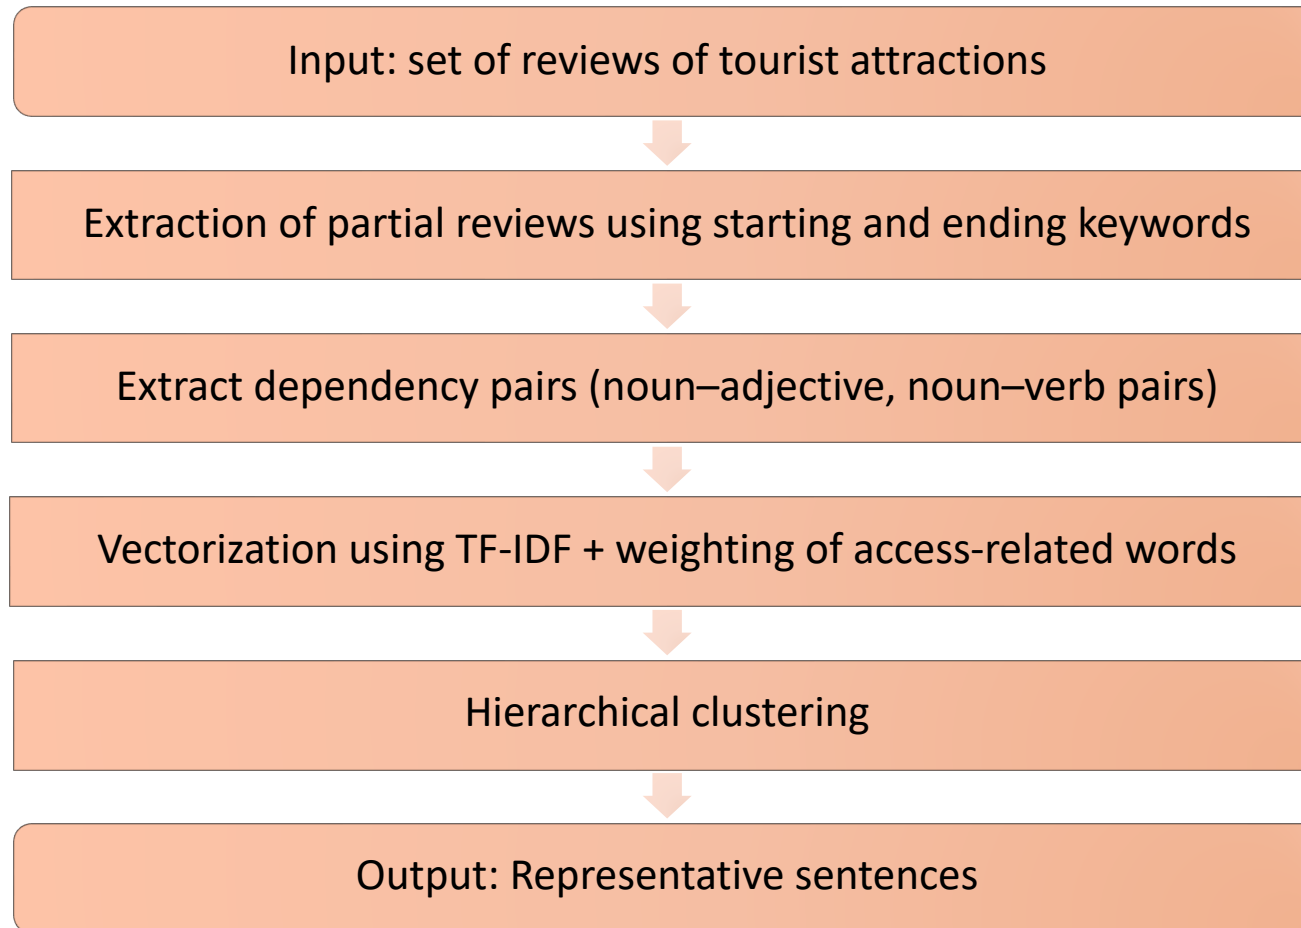 Input: set of reviews of tourist attractions
Extraction of partial reviews using starting and ending keywords
Extract dependency pairs (noun–adjective, noun–verb pairs)
Vectorization using TF-IDF + weighting of access-related words
Hierarchical clustering
Output: Representative sentences